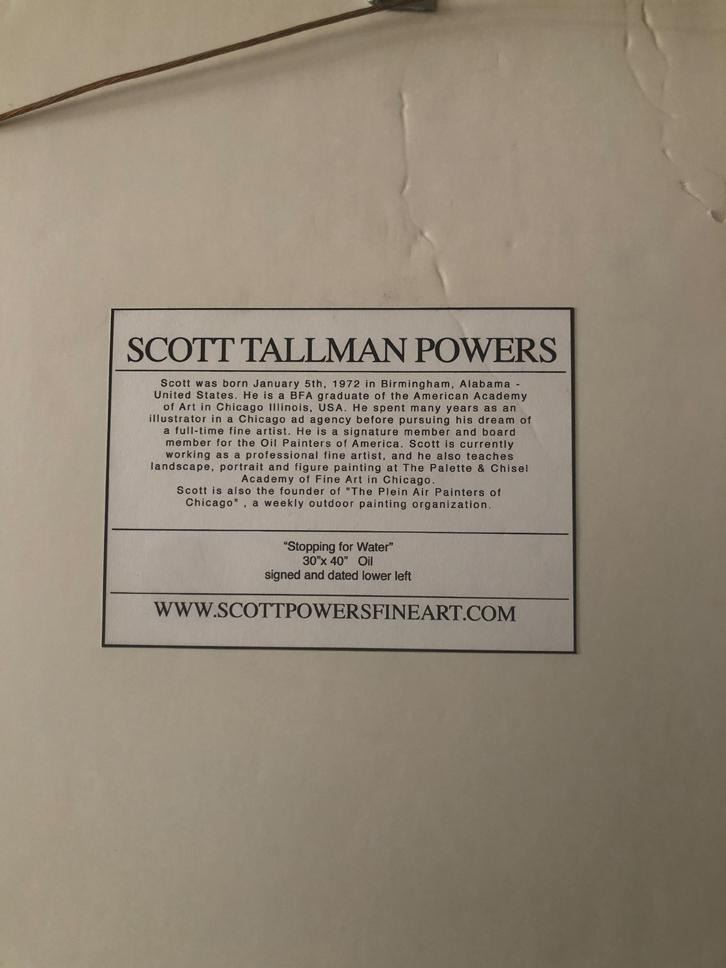 SCOTT TALLMAN POWERS
Scott was born January 5th, 1972 in Birmingham, Alabama -
United States. He is a BFA graduate of the American Academy
of Art in Chicago Illinois, USA. He spent many years as an
illustrator in a Chicago ad agency before pursuing his dream of
a full-time fine artist. He is a signature member and board
member for the Oil Painters of America. Scott is currently
working as a professional fine artist, and he also teaches
landscape, portrait and figure painting at The Palette & Chisel
Academy of Fine Art in Chicago.
Scott is also the founder of "The Plein Air Painters of
Chicago" , a weekly outdoor painting organization.
“Stopping for Water”
30”x 40” Oil
signed and dated lower left
WWW.SCOTTPOWERSFINEART.COM